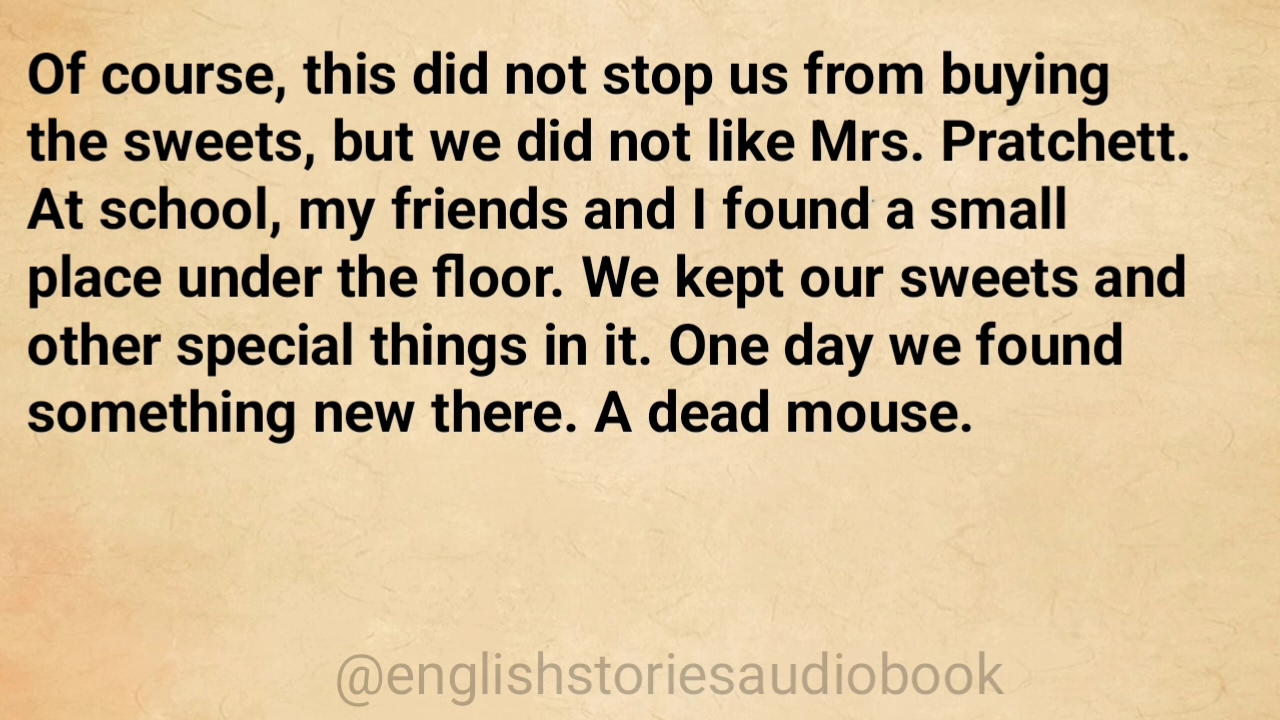 Of course, this did not stop us from buying
the sweets, but we did not like Mrs. Pratchett.
At school, my friends and I found a small
place under the floor. We kept our sweets and
other special things in it. One day we found
something new there. A dead mouse.
@englishstoriesaudiobook